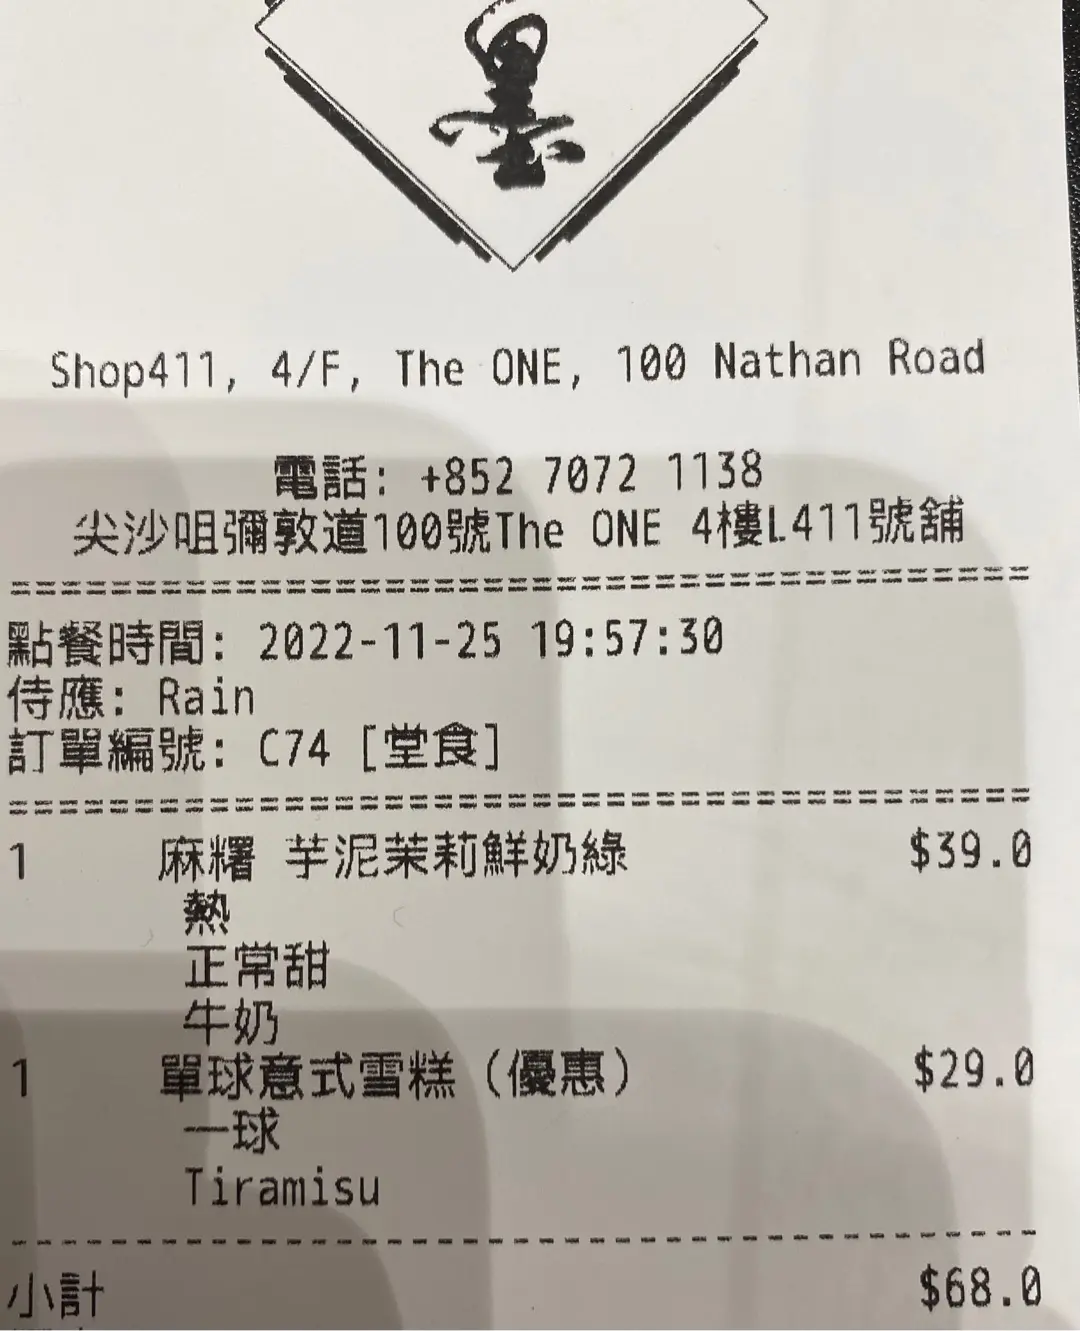 墨
Shop411, 4/F, The ONE, 100 Nathan Road
電話: +852 7072 1138
尖沙咀彌敦道100號The ONE 4樓L411號舖
點餐時間: 2022-11-25 19:57:30
侍應: Rain
訂單編號: C74 [堂食]
1 麻糬 芋泥茉莉鮮奶綠 $39.0
熱
正常甜
牛奶
1 單球意式雪糕 (優惠) $29.0
一球
Tiramisu
小計 $68.0